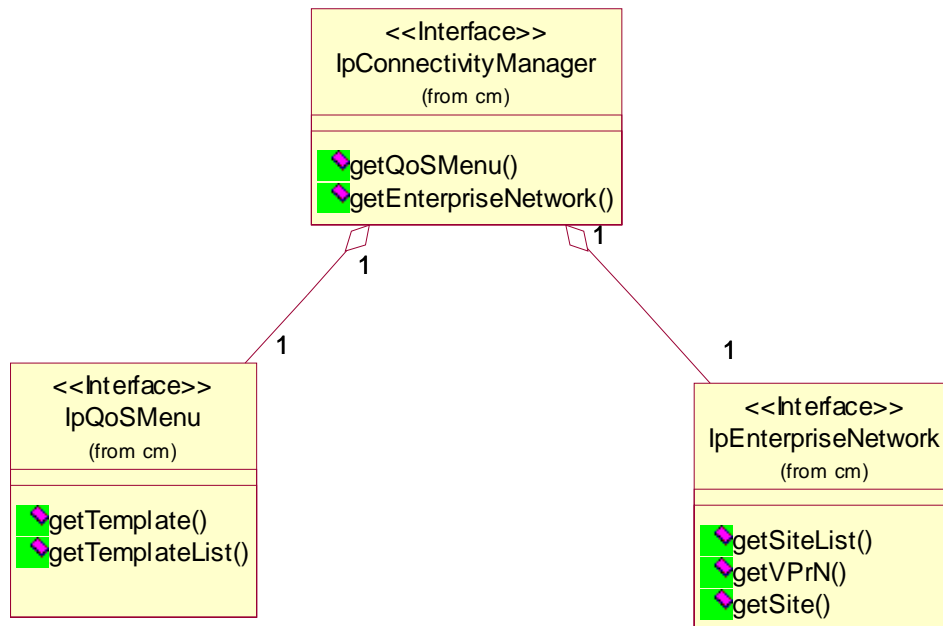 <<Interface>>
IpConnectivityManager
(from cm)
getQoSMenu()
getEnterpriseNetwork()
1
1
1
1
<<Interface>>
IpQoSMenu
(from cm)
getTemplate()
getTemplateList()
<<Interface>>
IpEnterpriseNetwork
(from cm)
getSiteList()
getVPrN()
getSite()